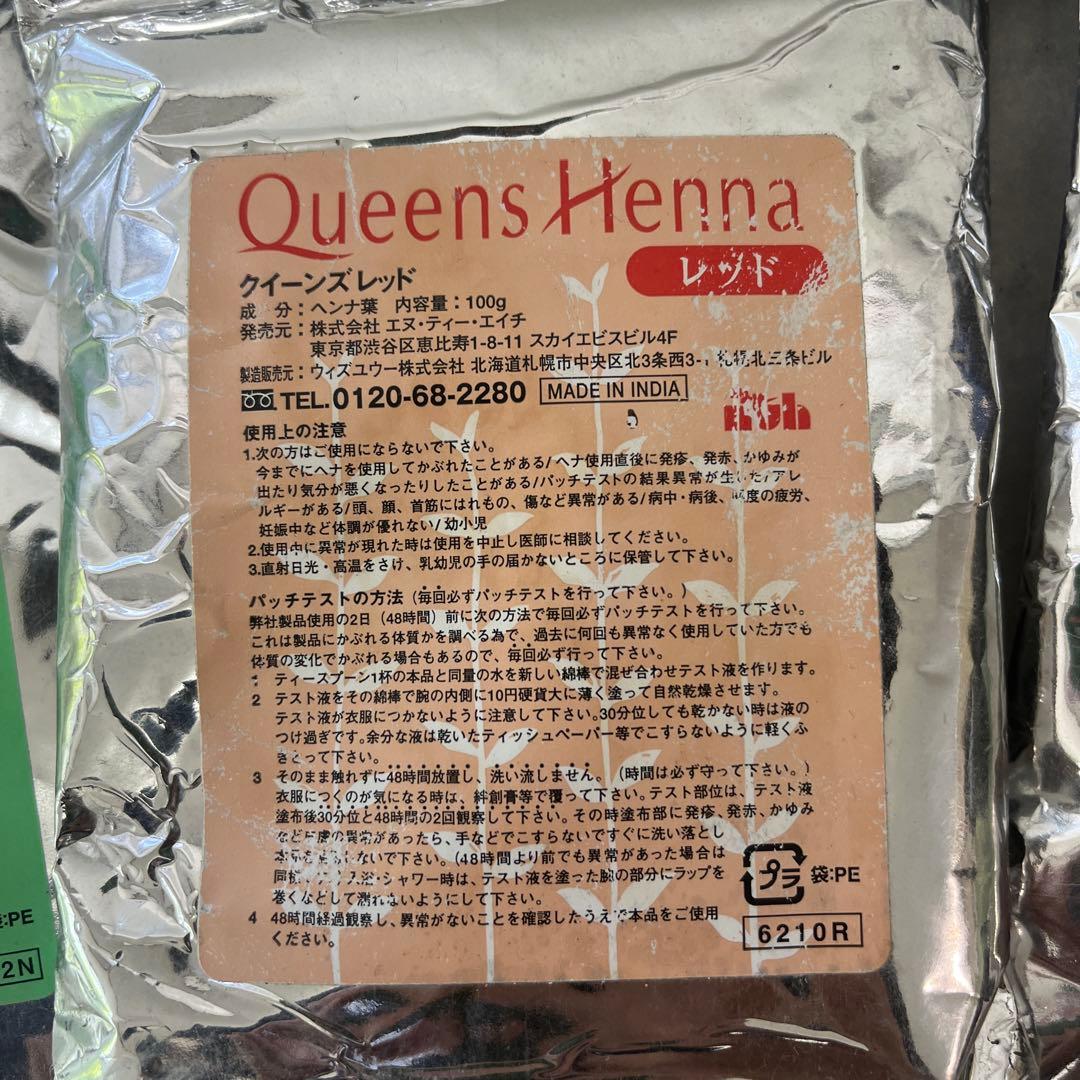 Queens Henna
レッド
クイーンズレッド
成 分：ヘンナ葉 内容量：100g
発売元：株式会社 エヌ・ティー・エイチ
東京都渋谷区恵比寿1-8-11 スカイエビスビル4F
製造販売元：ウィズユウー株式会社 北海道札幌市中央区北3条西3-1 札幌北三条ビル
TEL.0120-68-2280 MADE IN INDIA
使用上の注意
1.次の方はご使用にならないで下さい。
今までにヘナを使用してかぶれたことがある/ヘナ使用直後に発疹、発赤、かゆみが
出たり気分が悪くなったりしたことがある/パッチテストの結果異常が生じた/アレ
ルギーがある/頭、顔、首筋にはれもの、傷など異常がある/病中・病後、度の疲労、
妊娠中など体調が優れない/幼小児
2.使用中に異常が現れた時は使用を中止し医師に相談してください。
3.直射日光・高温をさけ、乳幼児の手の届かないところに保管して下さい。
パッチテストの方法（毎回必ずパッチテストを行って下さい。）
弊社製品使用の2日（48時間）前に次の方法で毎回必ずパッチテストを行って下さい。
これは製品にかぶれる体質かを調べる為で、過去に何回も異常なく使用していた方でも
体質の変化でかぶれる場合もあるので、毎回必ず行って下さい。
1 ティースプーン1杯の本品と同量の水を新しい綿棒で混ぜ合わせテスト液を作ります。
2 テスト液をその綿棒で腕の内側に10円硬貨大に薄く塗って自然乾燥させます。
テスト液が衣服につかないように注意して下さい。30分位しても乾かない時は液の
つけ過ぎです。余分な液は乾いたティッシュペーパー等でこすらないように軽くふ
きとって下さい。
3 そのまま触れずに48時間放置し、洗い流しません。（時間は必ず守って下さい。）
衣服につくのが気になる時は、絆創膏等で覆って下さい。テスト部位は、テスト液
塗布後30分位と48時間の2回観察して下さい。その時塗布部に発疹、発赤、かゆみ
など皮膚の異常があったら、手などでこすらないですぐに洗い落とし
本品を使用しないで下さい。（48時間より前でも異常があった場合は
同様 入浴・シャワー時は、テスト液を塗った腕の部分にラップを
巻くなどして濡れないようにして下さい。
4 48時間経過観察し、異常がないことを確認したうえで本品をご使用
ください。
プラ 袋:PE
6210R
袋:PE
2N